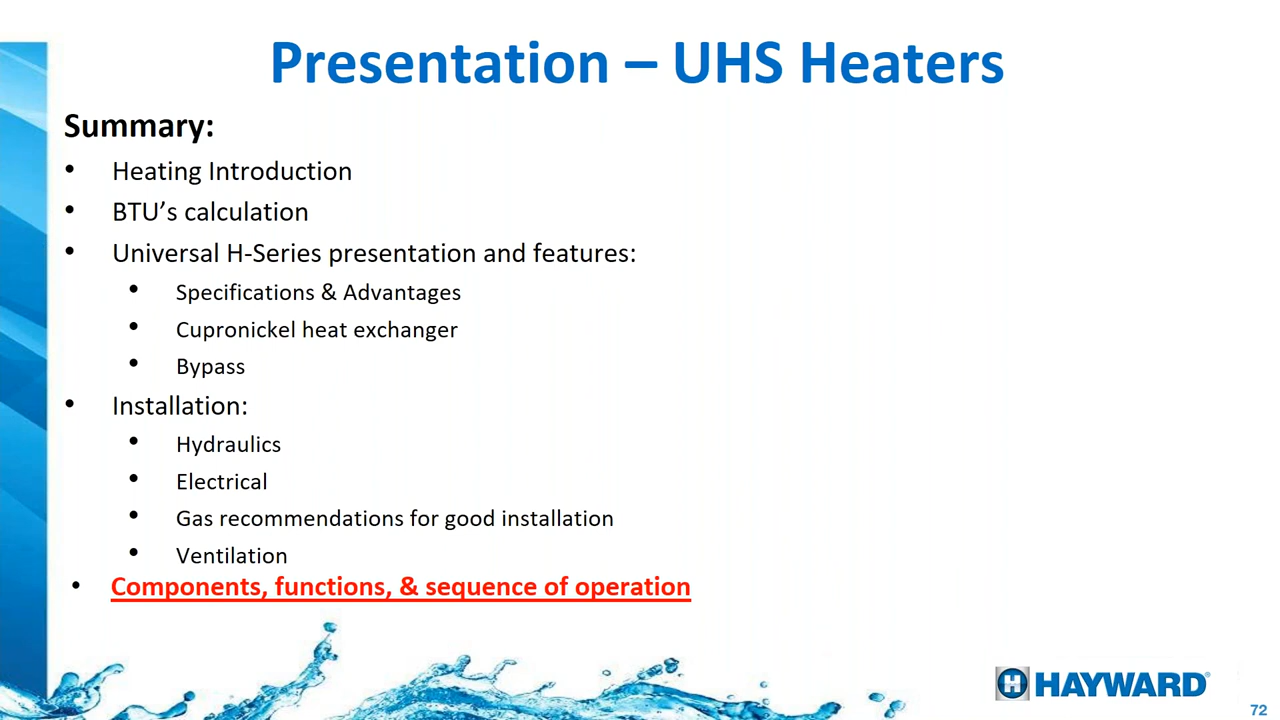 Presentation – UHS Heaters
Summary:
• Heating Introduction
• BTU’s calculation
• Universal H-Series presentation and features:
• Specifications & Advantages
• Cupronickel heat exchanger
• Bypass
• Installation:
• Hydraulics
• Electrical
• Gas recommendations for good installation
• Ventilation
• Components, functions, & sequence of operation
H HAYWARD®
72